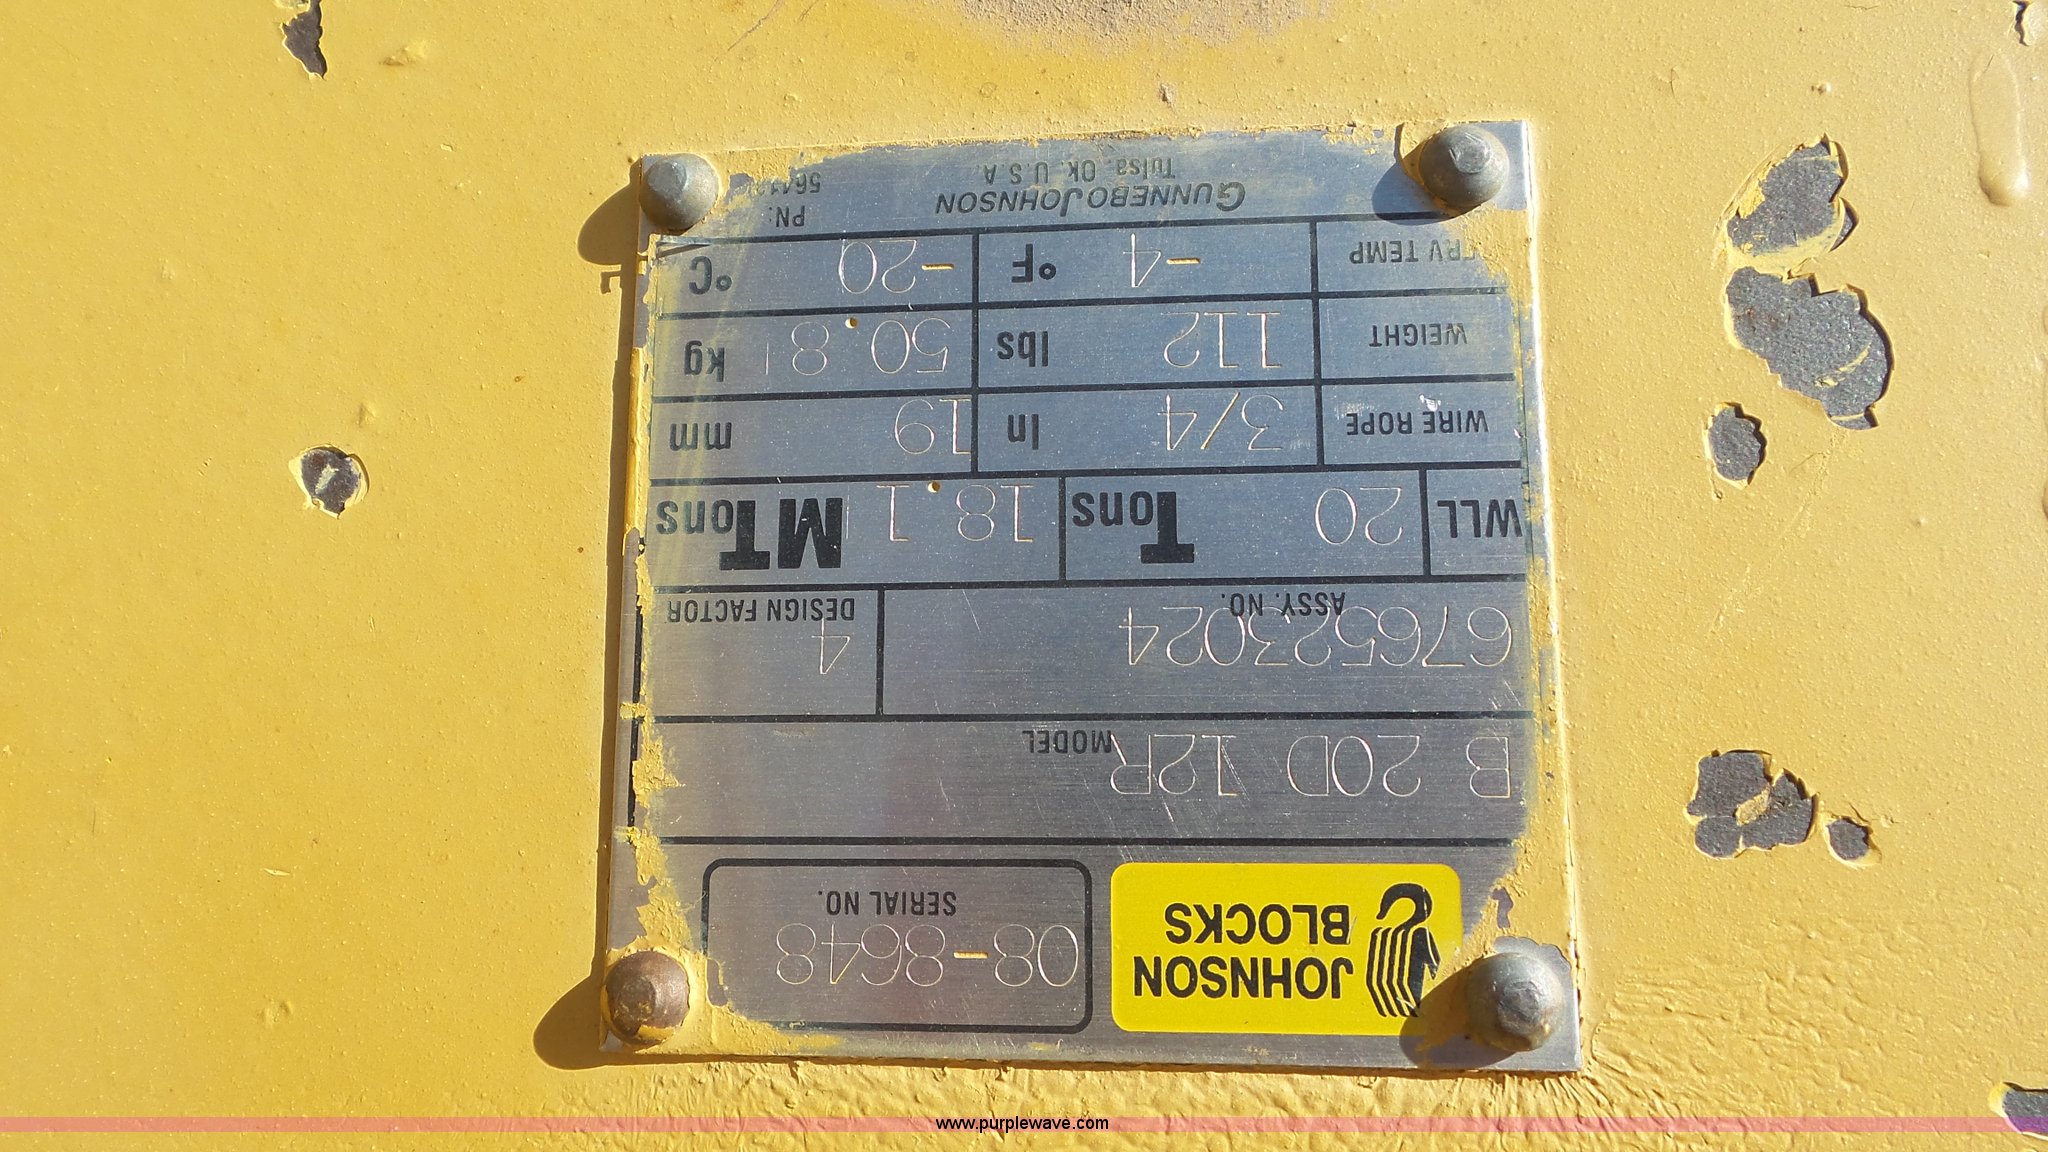 JOHNSON
BLOCKS
08-8648
SERIAL NO.
B 20D 12R
MODEL
676523024
ASSY. NO.
4
DESIGN FACTOR
WLL 20 Tons 18.1 MTons
WIRE ROPE 3/4 In 19 mm
WEIGHT 112 lbs 50.8 kg
TEMP -4 °F -20 °C
GUNNEBO JOHNSON
Tulsa, Ok. U.S.A.
PN:
www.purplewave.com